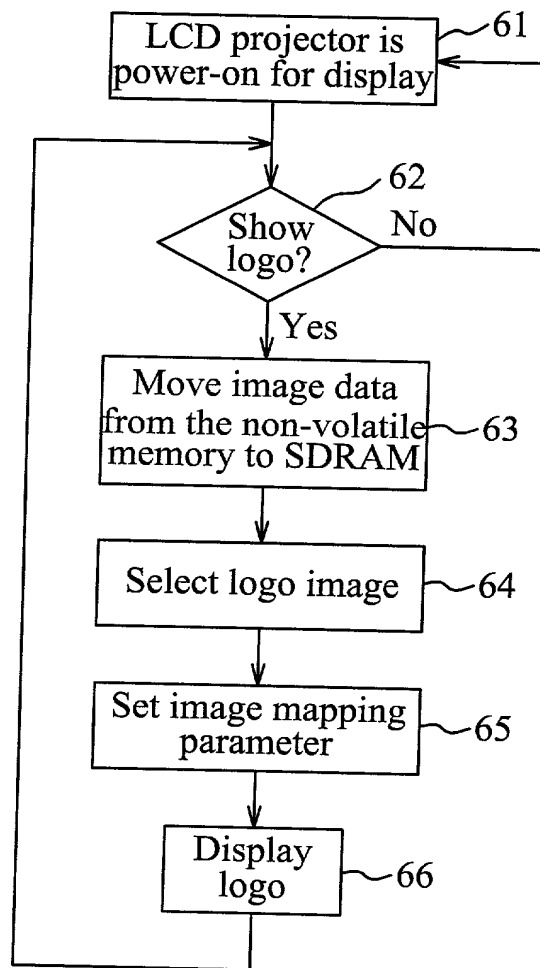 61
LCD projector is
power-on for display
62
Show
logo?
No
Yes
Move image data
from the non-volatile
memory to SDRAM
63
Select logo image
64
Set image mapping
parameter
65
Display
logo
66